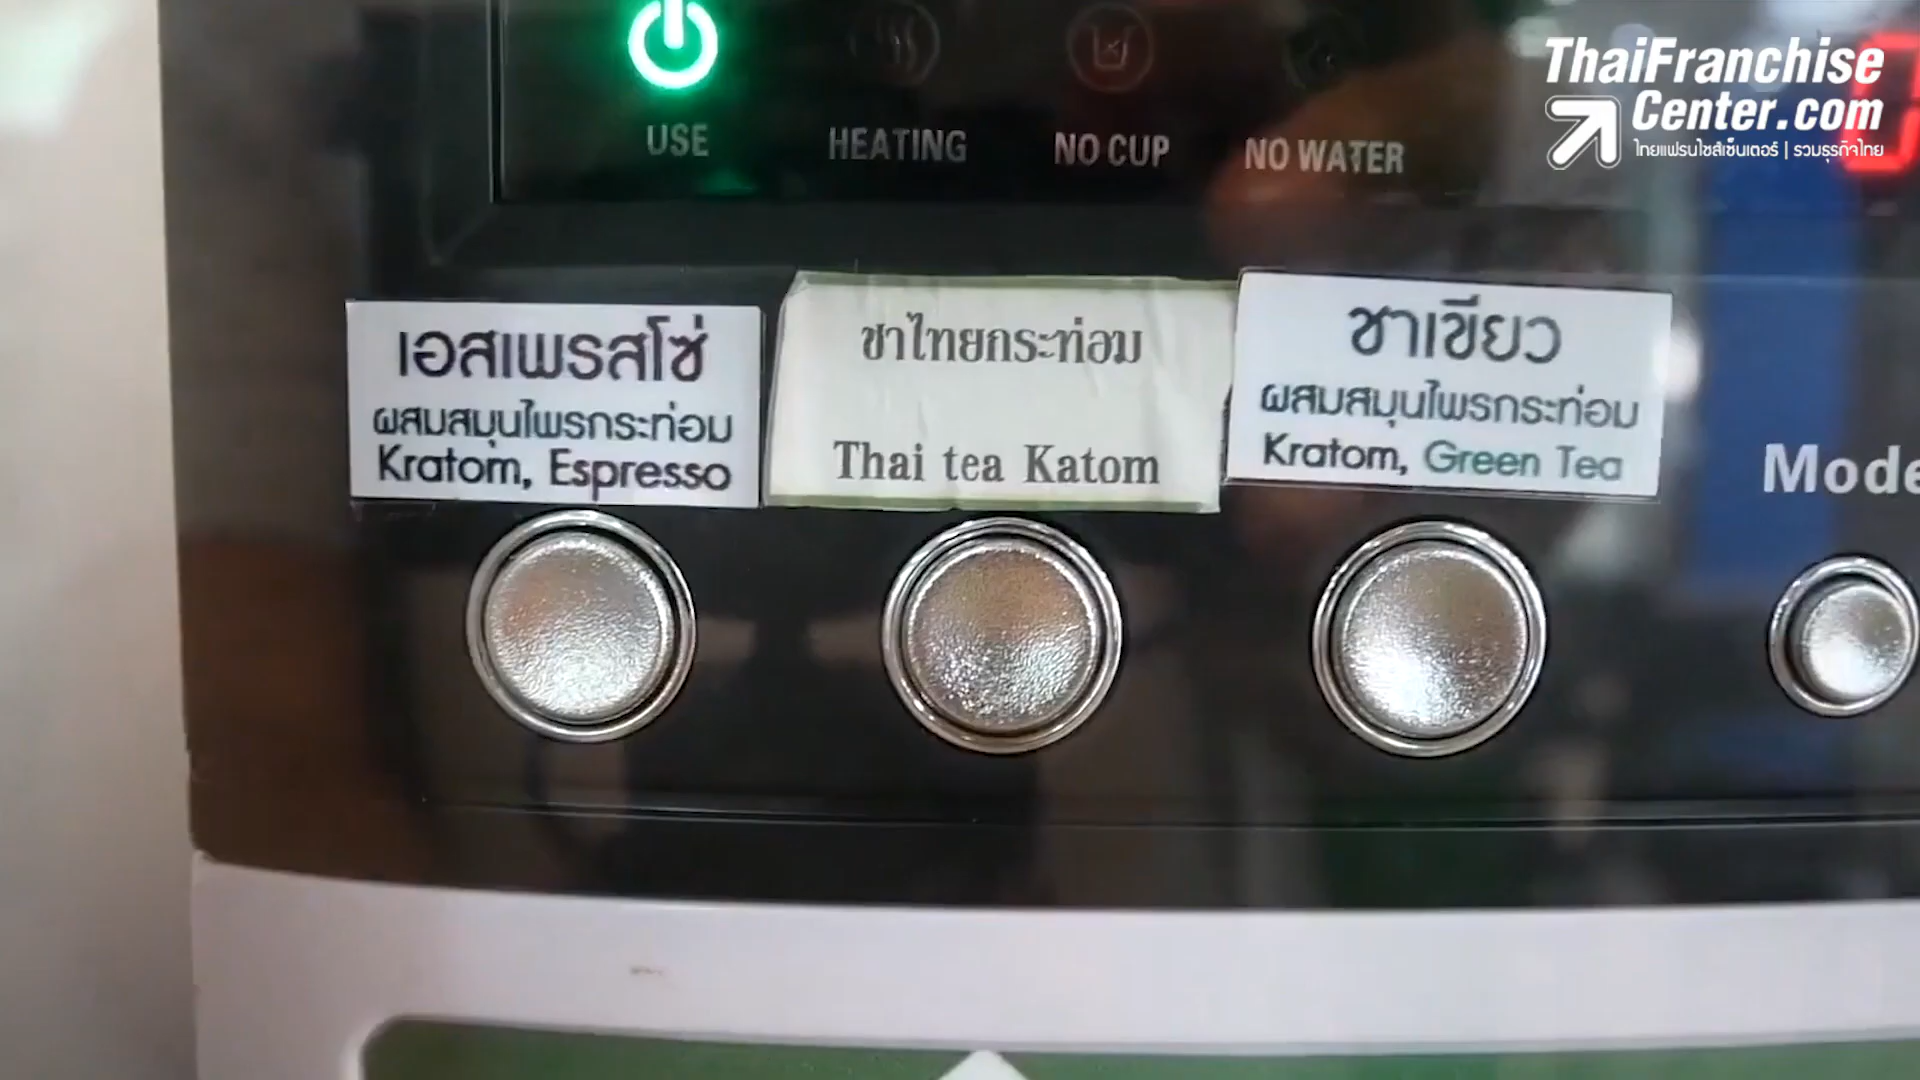 ThaiFranchise
Center.com
ไทยแฟรนไชส์เซ็นเตอร์ | รวมธุรกิจไทย
USE
HEATING
NO CUP
NO WATER
เอสเพรสโซ่
ผสมสมุนไพรกระท่อม
Kratom, Espresso
ชาไทยกระท่อม
Thai tea Katom
ชาเขียว
ผสมสมุนไพรกระท่อม
Kratom, Green Tea
Mode